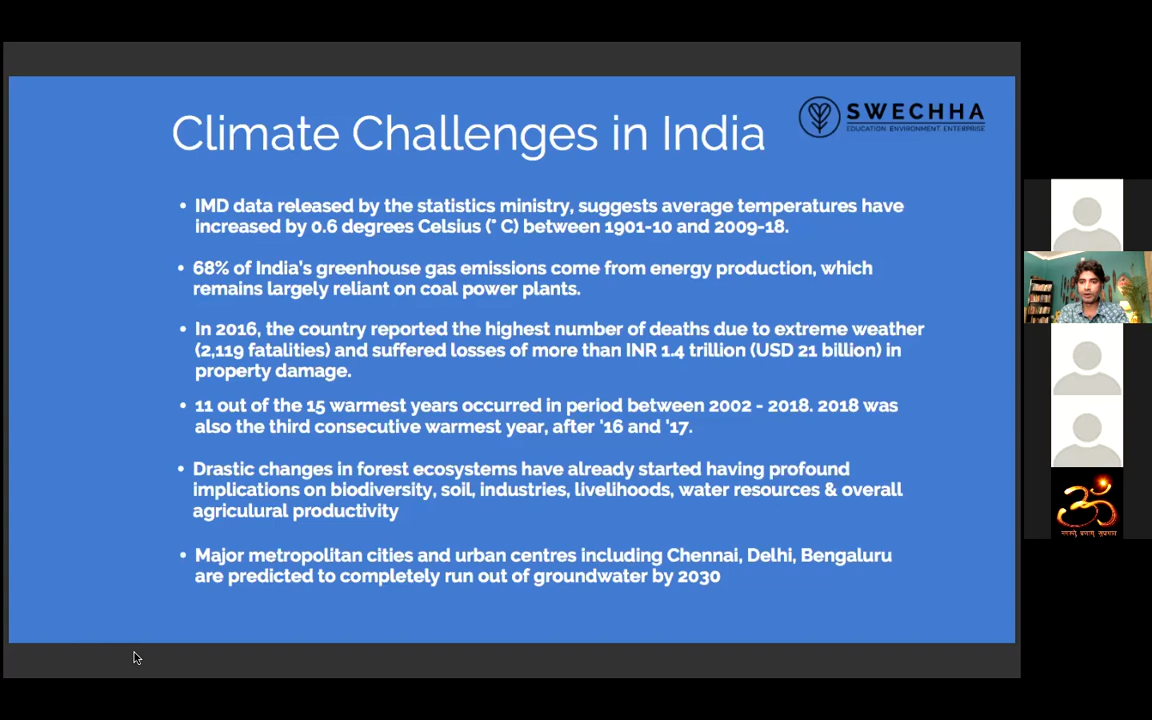 Climate Challenges in India
SWECHHA
EDUCATION. ENVIRONMENT. ENTERPRISE
• IMD data released by the statistics ministry, suggests average temperatures have
increased by 0.6 degrees Celsius (° C) between 1901-10 and 2009-18.
• 68% of India's greenhouse gas emissions come from energy production, which
remains largely reliant on coal power plants.
• In 2016, the country reported the highest number of deaths due to extreme weather
(2,119 fatalities) and suffered losses of more than INR 1.4 trillion (USD 21 billion) in
property damage.
• 11 out of the 15 warmest years occurred in period between 2002 - 2018. 2018 was
also the third consecutive warmest year, after '16 and '17.
• Drastic changes in forest ecosystems have already started having profound
implications on biodiversity, soil, industries, livelihoods, water resources & overall
agriculural productivity
• Major metropolitan cities and urban centres including Chennai, Delhi, Bengaluru
are predicted to completely run out of groundwater by 2030
ॐ